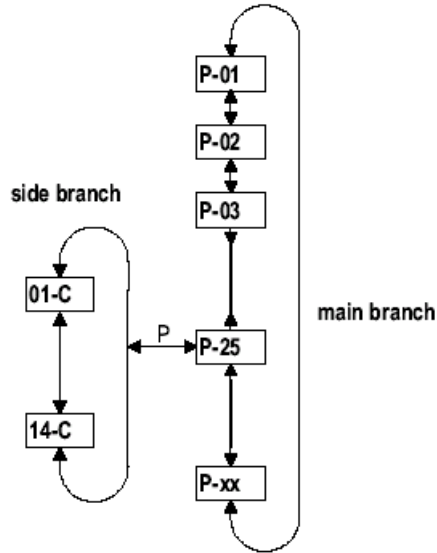 P-01
P-02
P-03
side branch
01-C
P
P-25
main branch
14-C
P-xx